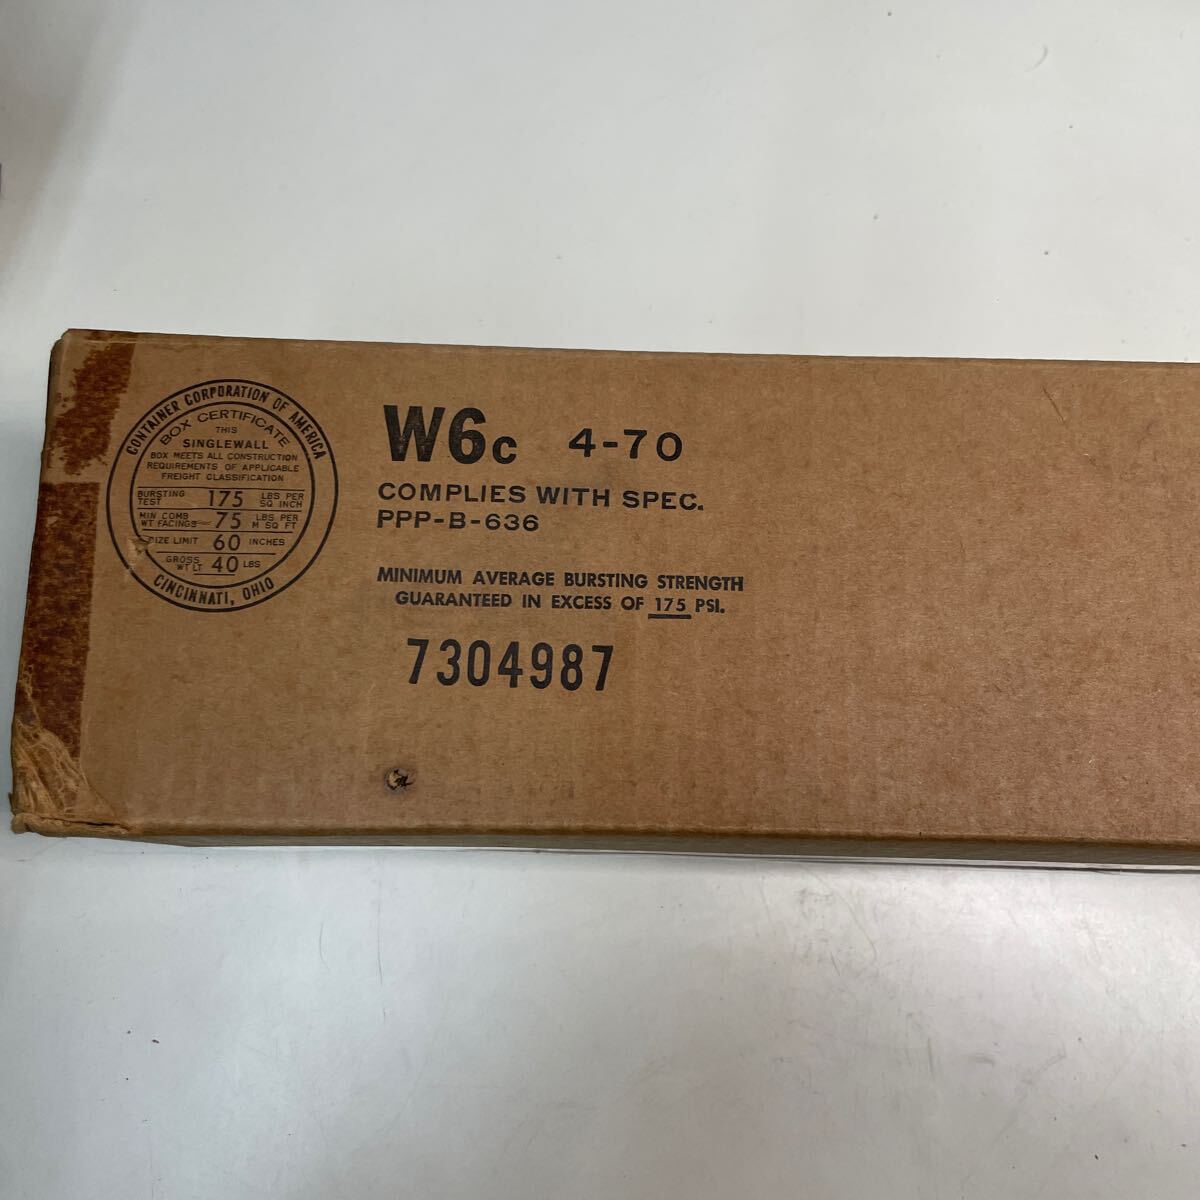 CONTAINER CORPORATION OF AMERICA
BOX CERTIFICATE
THIS
SINGLEWALL
BOX MEETS ALL CONSTRUCTION
REQUIREMENTS OF APPLICABLE
FREIGHT CLASSIFICATION
BURSTING TEST 175 LBS PER SQ INCH
MIN COMB WT FACINGS 75 LBS PER M SQ FT
SIZE LIMIT 60 INCHES
GROSS WT LT 40 LBS
CINCINNATI, OHIO
W6c 4-70
COMPLIES WITH SPEC.
PPP-B-636
MINIMUM AVERAGE BURSTING STRENGTH
GUARANTEED IN EXCESS OF 175 PSI.
7304987